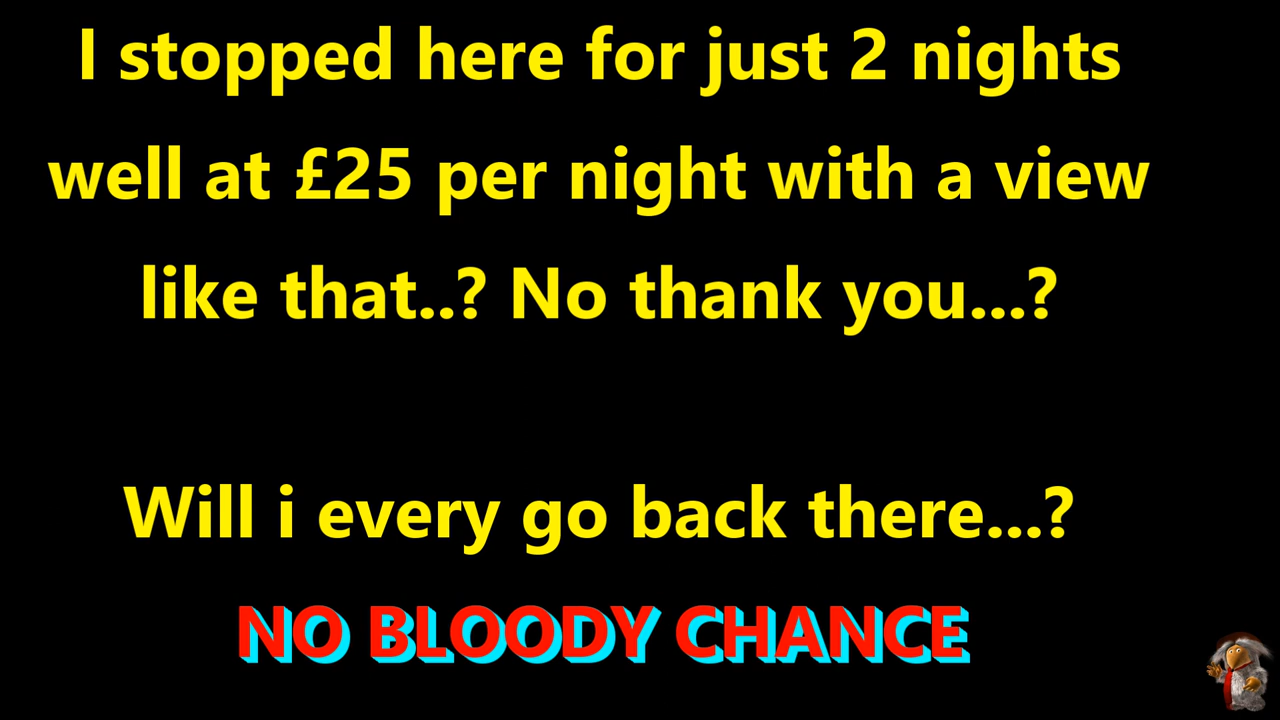 I stopped here for just 2 nights
well at £25 per night with a view
like that..? No thank you...?
Will i every go back there...?
NO BLOODY CHANCE